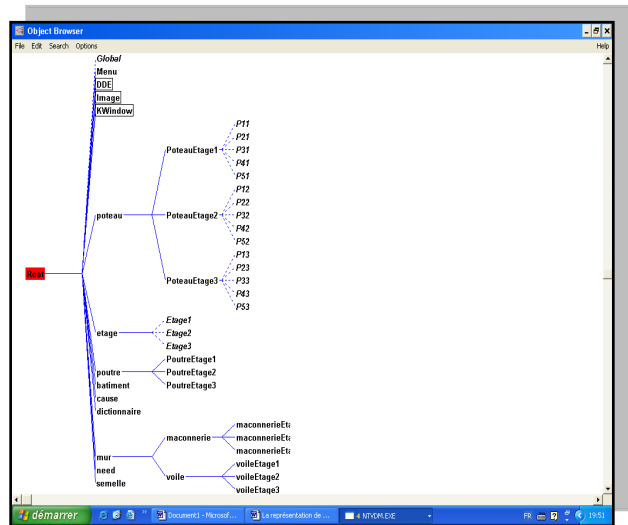 Object Browser
File Edit Search Options Help
Global
Menu
DDE
Image
KWindow
P11
P21
PoteauEtage1
P31
P41
P51
P12
P22
poteau
PoteauEtage2
P32
P42
P52
P13
P23
PoteauEtage3
P33
P43
P53
Root
Etage1
etage
Etage2
Etage3
PoutreEtage1
poutre
PoutreEtage2
batiment
PoutreEtage3
cause
dictionnaire
maconnerieEta
maconnerie
maconnerieEta
maconnerieEta
mur
need
voileEtage1
voile
voileEtage2
semelle
voileEtage3
démarrer
Document1 - Microsof...
La représentation de ...
NTVDM.EXE
FR
19:51